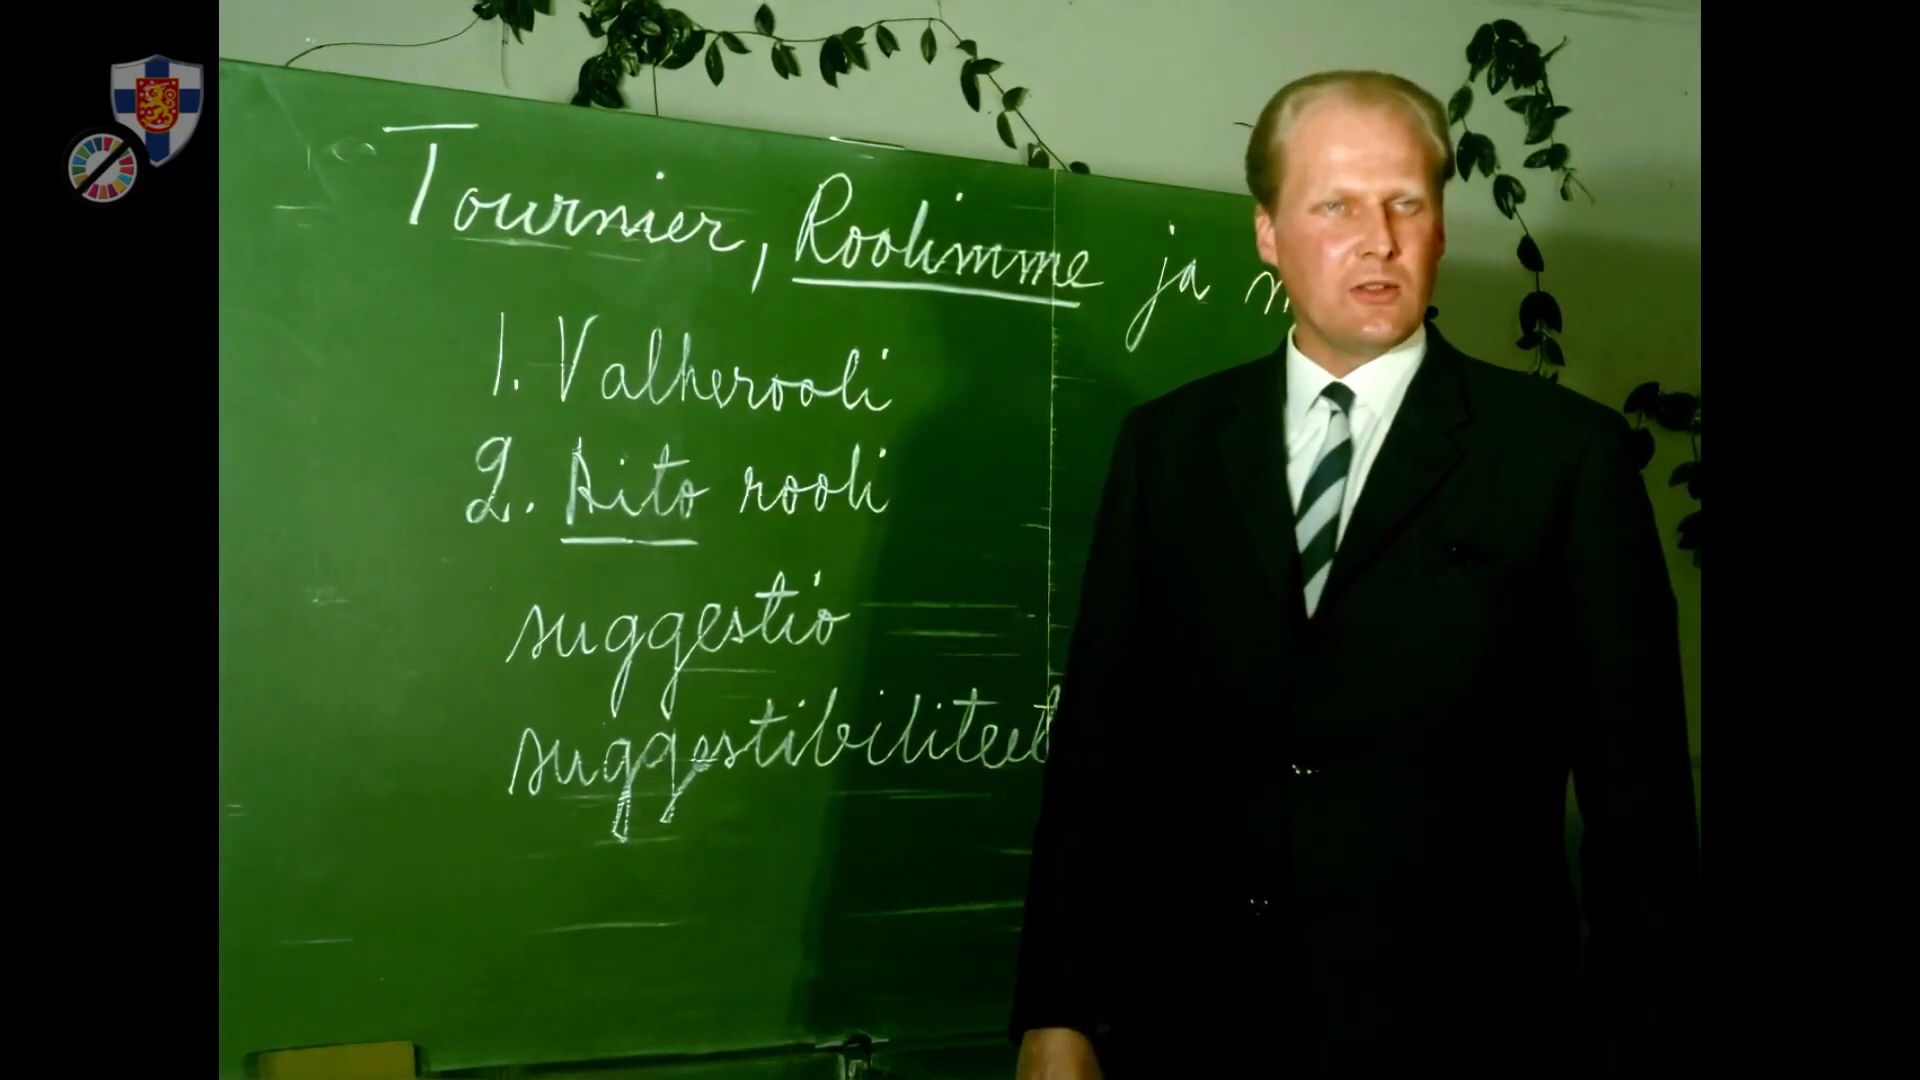 Tournier, Roolimme ja
1. Valherooli
2. Aito rooli
suggestio
suggestibiliteet